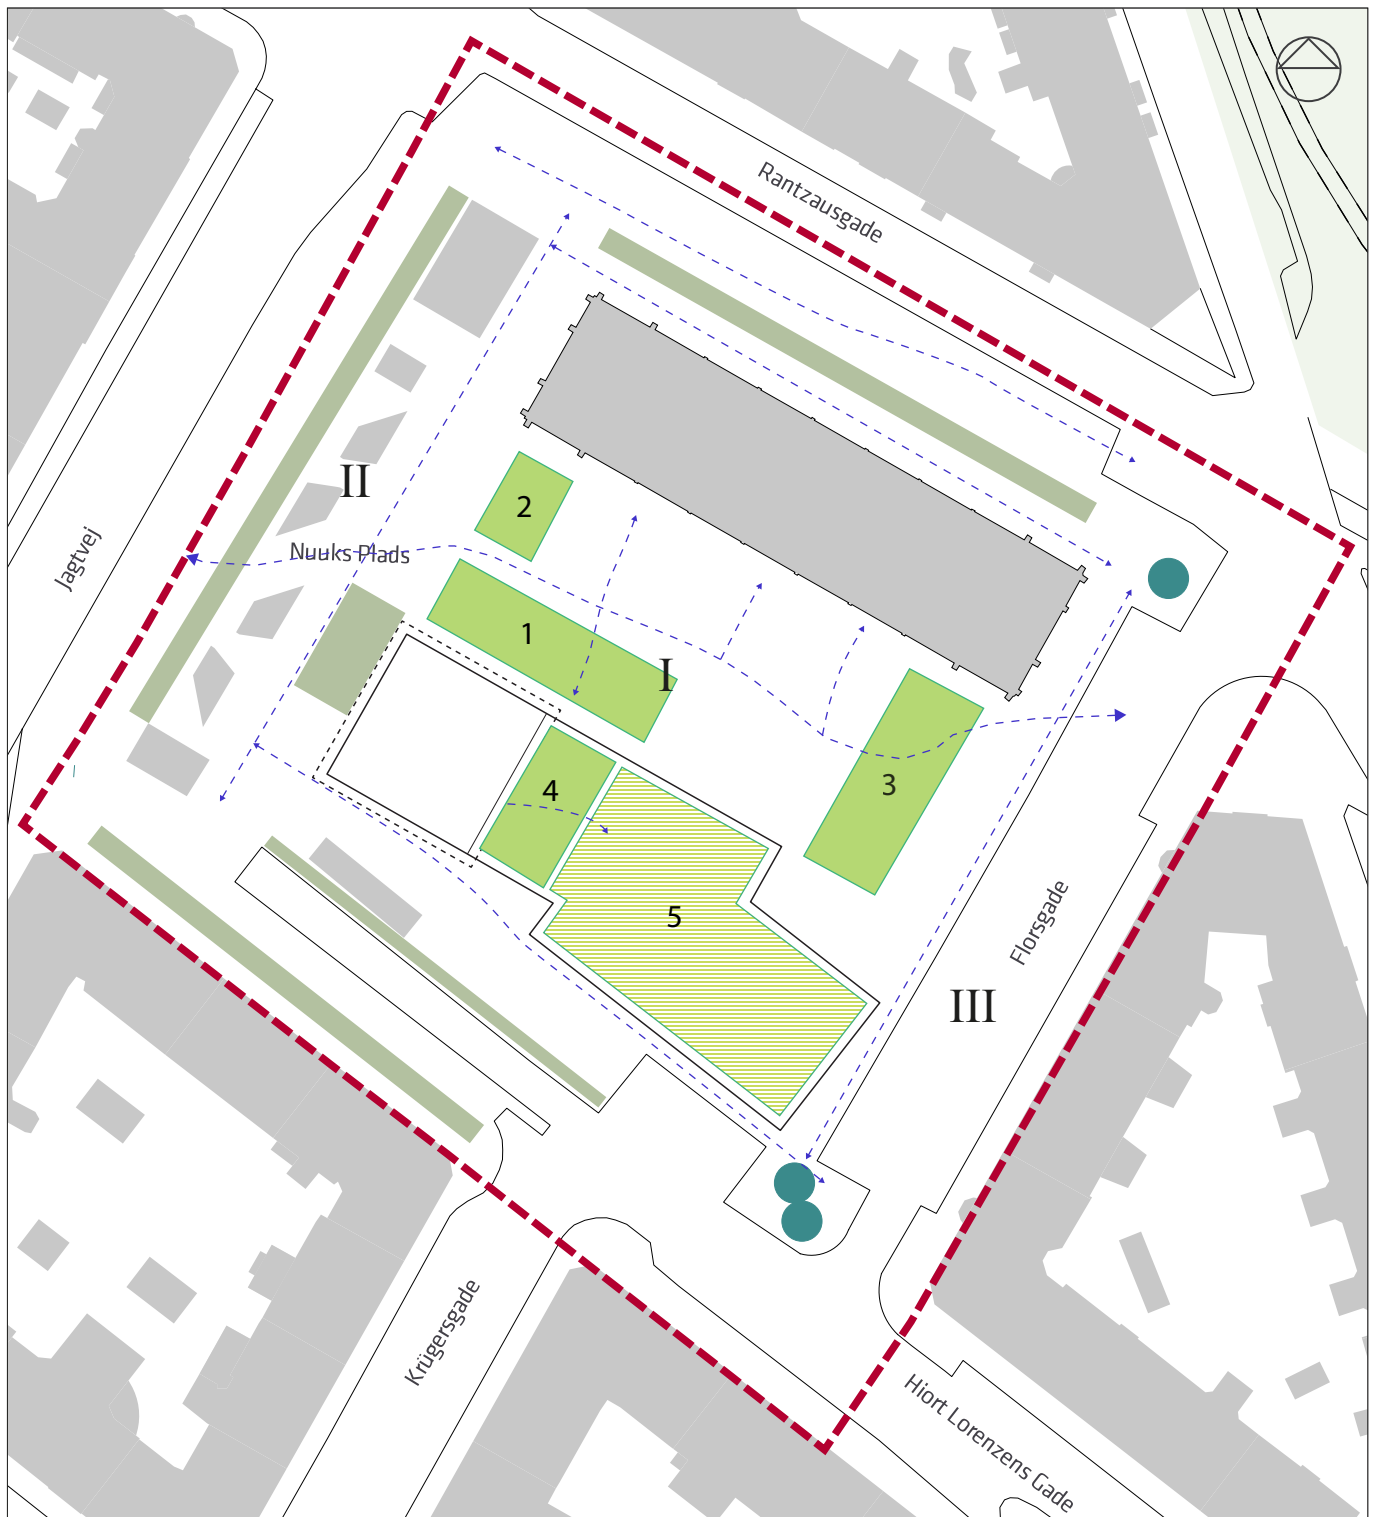 Rantzausgade
II
2
Nuuks Plads
Jagtvej
1
I
3
4
5
Florsgade
III
Krügersgade
Hiort Lorenzens Gade